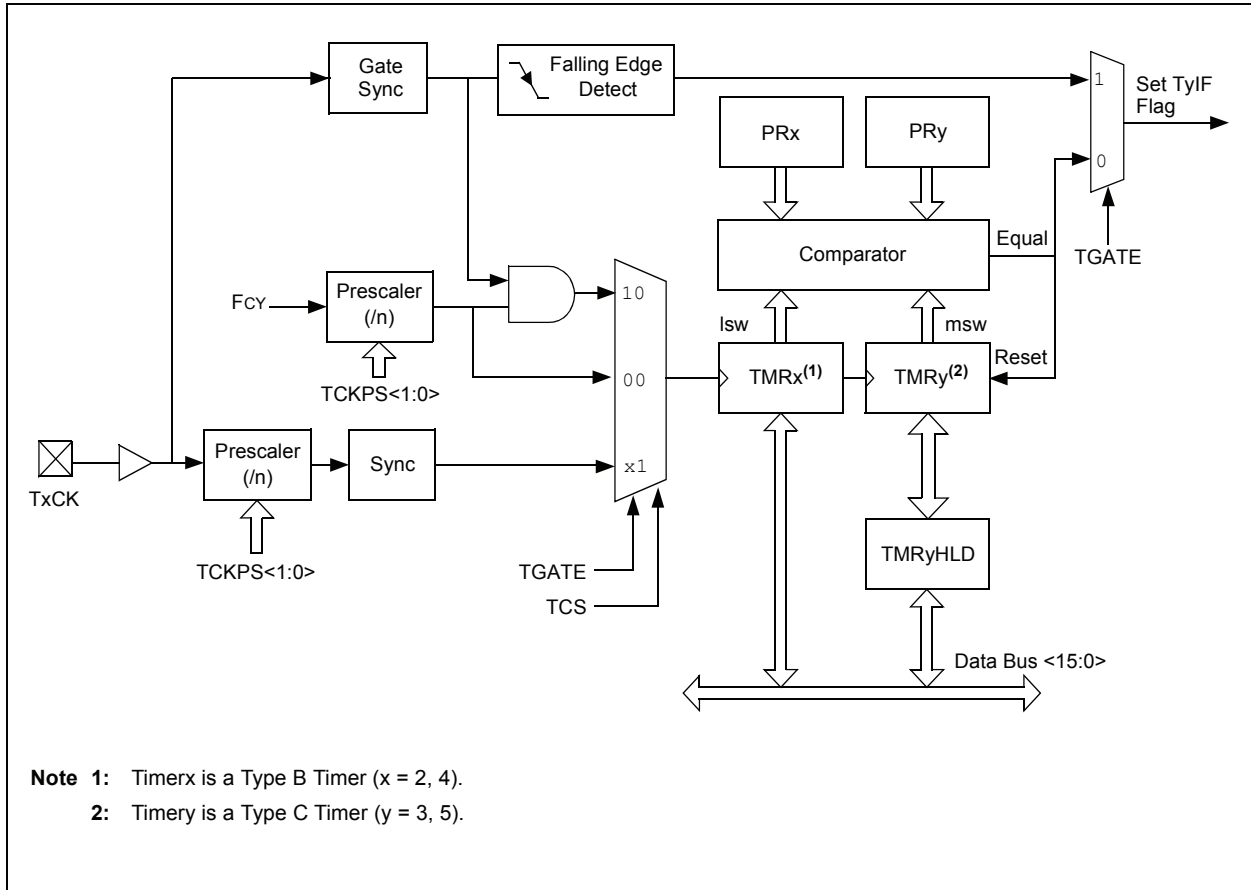 Gate
Sync
Falling Edge
Detect
1
Set TyIF
Flag
PRx
PRy
0
Comparator
Equal
TGATE
FCY
Prescaler
(/n)
10
lsw
msw
TCKPS<1:0>
00
TMRx(1)
TMRy(2)
Reset
TxCK
Prescaler
(/n)
Sync
x1
TCKPS<1:0>
TGATE
TCS
TMRyHLD
Data Bus <15:0>
Note 1: Timerx is a Type B Timer (x = 2, 4).
2: Timery is a Type C Timer (y = 3, 5).